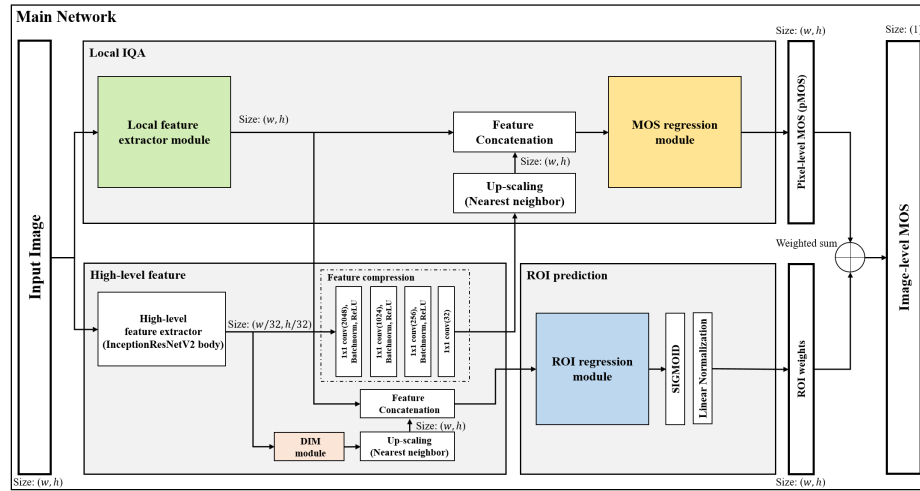 Main Network
Size: (w, h)
Size: (1)
Local IQA
Local feature
extractor module
Size: (w, h)
Feature
Concatenation
MOS regression
module
Size: (w, h)
Up-scaling
(Nearest neighbor)
Pixel-level MOS (pMOS)
Input Image
Weighted sum
Image-level MOS
High-level feature
Feature compression
High-level
feature extractor
(InceptionResNetV2 body)
Size: (w/32, h/32)
1x1 conv(2048),
Batchnorm, ReLU
1x1 conv(1024),
Batchnorm, ReLU
1x1 conv(256),
Batchnorm, ReLU
1x1 conv(32)
Feature
Concatenation
Size: (w, h)
DIM
module
Up-scaling
(Nearest neighbor)
ROI prediction
ROI regression
module
SIGMOID
Linear Normalization
ROI weights
Size: (w, h)
Size: (w, h)